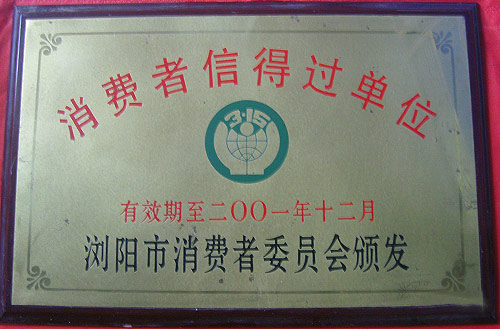 消费者信得过单位
3·15
有效期至二〇〇一年十二月
浏阳市消费者委员会颁发